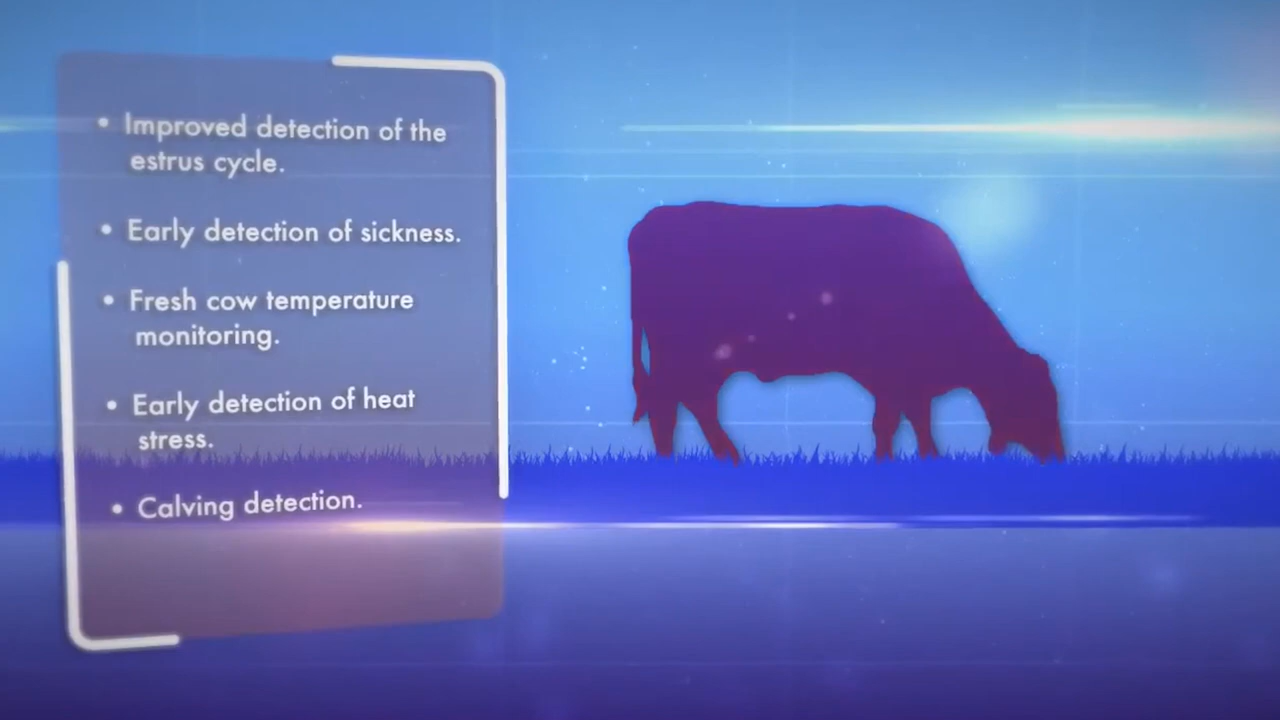 • Improved detection of the
estrus cycle.
• Early detection of sickness.
• Fresh cow temperature
monitoring.
• Early detection of heat
stress.
• Calving detection.